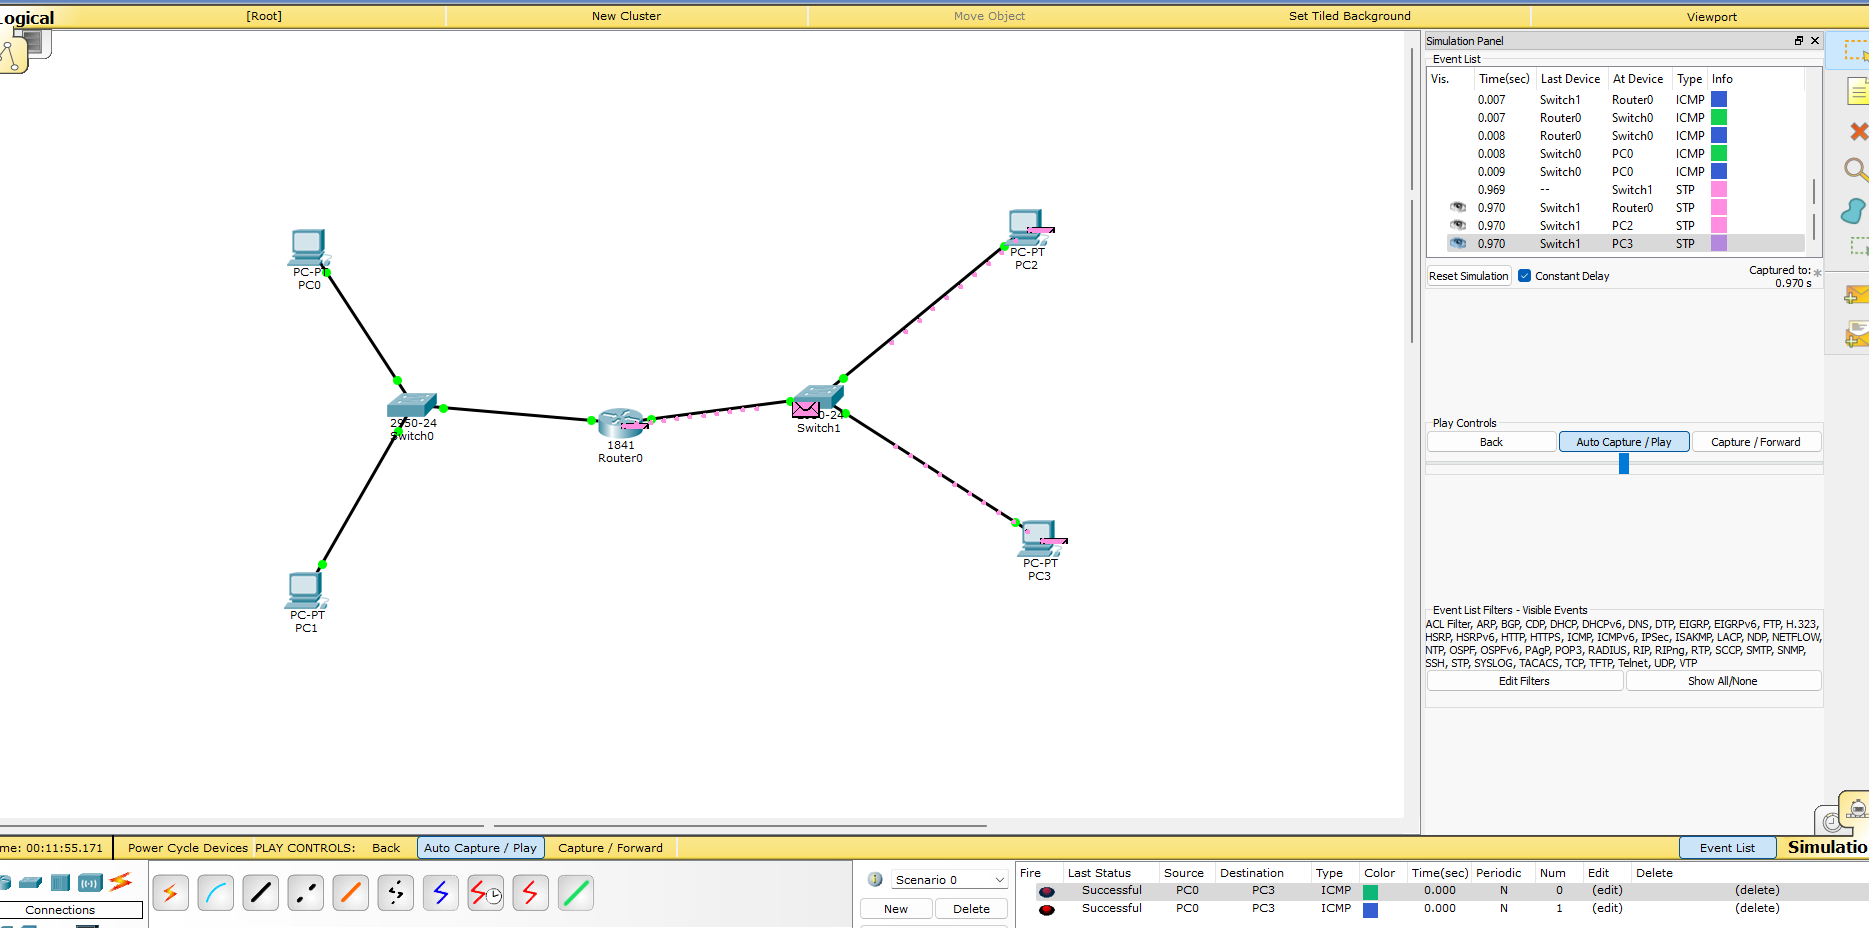 Logical [Root] New Cluster Move Object Set Tiled Background Viewport
PC-PT
PC0
PC-PT
PC2
2950-24
Switch0
1841
Router0
2950-24
Switch1
PC-PT
PC3
PC-PT
PC1
Simulation Panel
Event List
Vis. Time(sec) Last Device At Device Type Info
0.007 Switch1 Router0 ICMP
0.007 Router0 Switch0 ICMP
0.008 Router0 Switch0 ICMP
0.008 Switch0 PC0 ICMP
0.009 Switch0 PC0 ICMP
0.969 -- Switch1 STP
0.970 Switch1 Router0 STP
0.970 Switch1 PC2 STP
0.970 Switch1 PC3 STP
Reset Simulation Constant Delay Captured to: *
0.970 s
Play Controls
Back Auto Capture / Play Capture / Forward
Event List Filters - Visible Events
ACL Filter, ARP, BGP, CDP, DHCP, DHCPv6, DNS, DTP, EIGRP, EIGRPv6, FTP, H.323,
HSRP, HSRPv6, HTTP, HTTPS, ICMP, ICMPv6, IPSec, ISAKMP, LACP, NDP, NETFLOW,
NTP, OSPF, OSPFv6, PAgP, POP3, RADIUS, RIP, RIPng, RTP, SCCP, SMTP, SNMP,
SSH, STP, SYSLOG, TACACS, TCP, TFTP, Telnet, UDP, VTP
Edit Filters Show All/None
me: 00:11:55.171 Power Cycle Devices PLAY CONTROLS: Back Auto Capture / Play Capture / Forward Event List Simulatio
Connections
Scenario 0
New Delete
Fire Last Status Source Destination Type Color Time(sec) Periodic Num Edit Delete
Successful PC0 PC3 ICMP 0.000 N 0 (edit) (delete)
Successful PC0 PC3 ICMP 0.000 N 1 (edit) (delete)